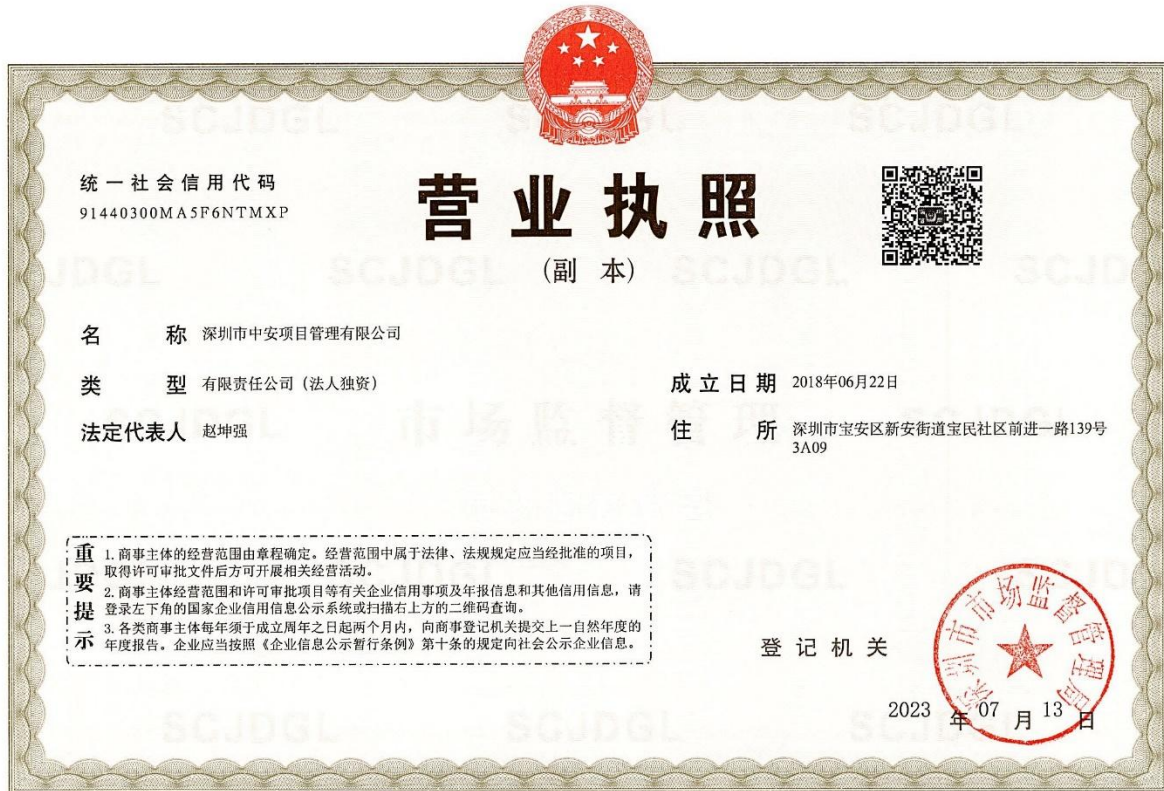 统一社会信用代码
91440300MA5F6NTMXP
营业执照
(副 本)
名 称 深圳市中安项目管理有限公司
类 型 有限责任公司（法人独资）
法定代表人 赵坤强
成立日期 2018年06月22日
住 所 深圳市宝安区新安街道宝民社区前进一路139号
3A09
重要提示
1. 商事主体的经营范围由章程确定。经营范围中属于法律、法规规定应当经批准的项目，
取得许可审批文件后方可开展相关经营活动。
2. 商事主体经营范围和许可审批项目等有关企业信用事项及年报信息和其他信用信息，请
登录左下角的国家企业信用信息公示系统或扫描右上方的二维码查询。
3. 各类商事主体每年须于成立周年之日起两个月内，向商事登记机关提交上一自然年度的
年度报告。企业应当按照《企业信息公示暂行条例》第十条的规定向社会公示企业信息。
登记机关
深圳市市场监督管理局
2023 年 07 月 13 日
SCJDGL
市场监督管理